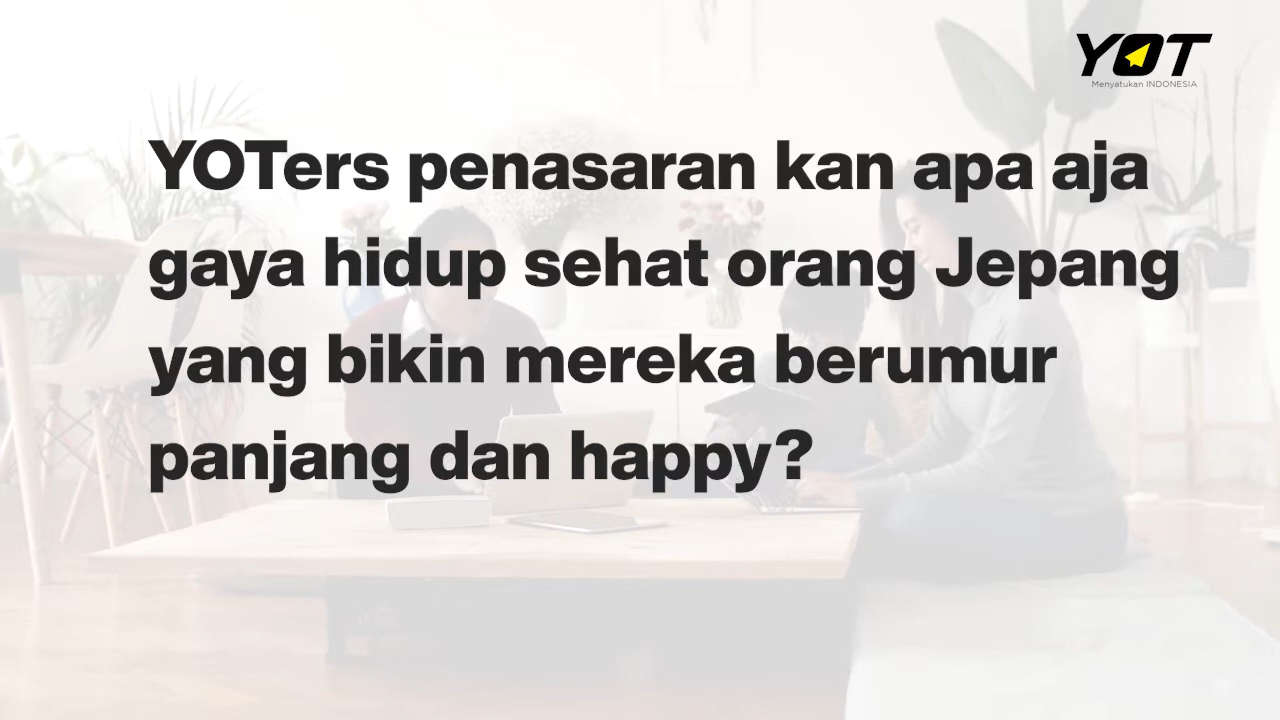 YOT
Menyatukan INDONESIA
YOTers penasaran kan apa aja
gaya hidup sehat orang Jepang
yang bikin mereka berumur
panjang dan happy?